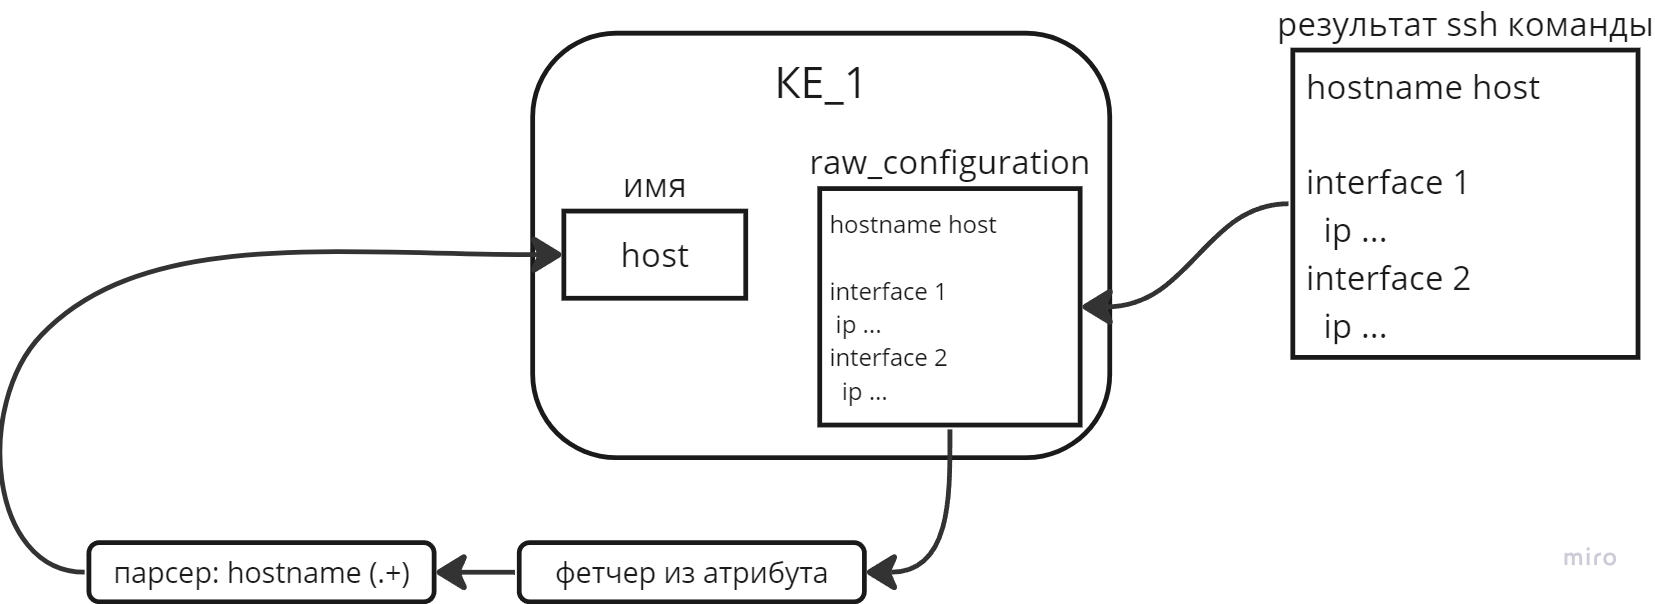 результат ssh команды
hostname host
interface 1
ip ...
interface 2
ip ...
КЕ_1
raw_configuration
hostname host
interface 1
ip ...
interface 2
ip ...
имя
host
парсер: hostname (.+)
фетчер из атрибута
miro